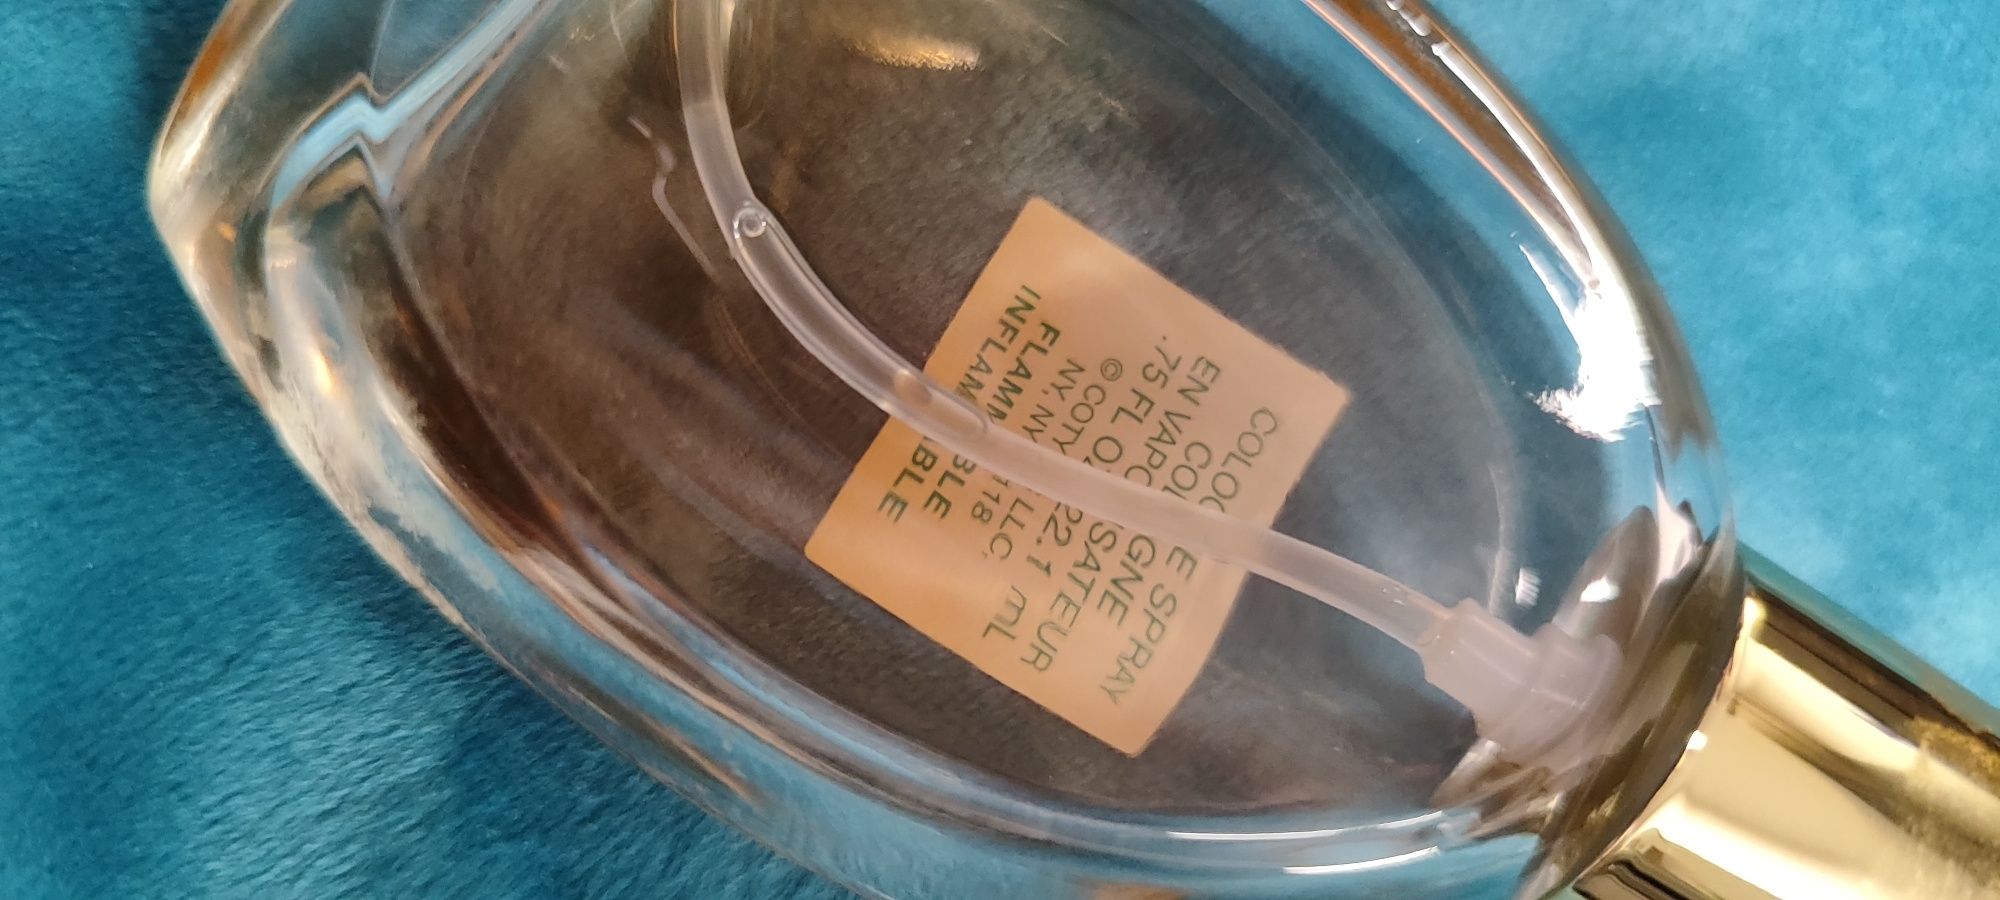 COLOGNE SPRAY
COLOGNE
EN VAPORISATEUR
.75 FL OZ 22.1 mL
©COTY LLC.
NY, NY
FLAMMABLE
INFLAMMABLE